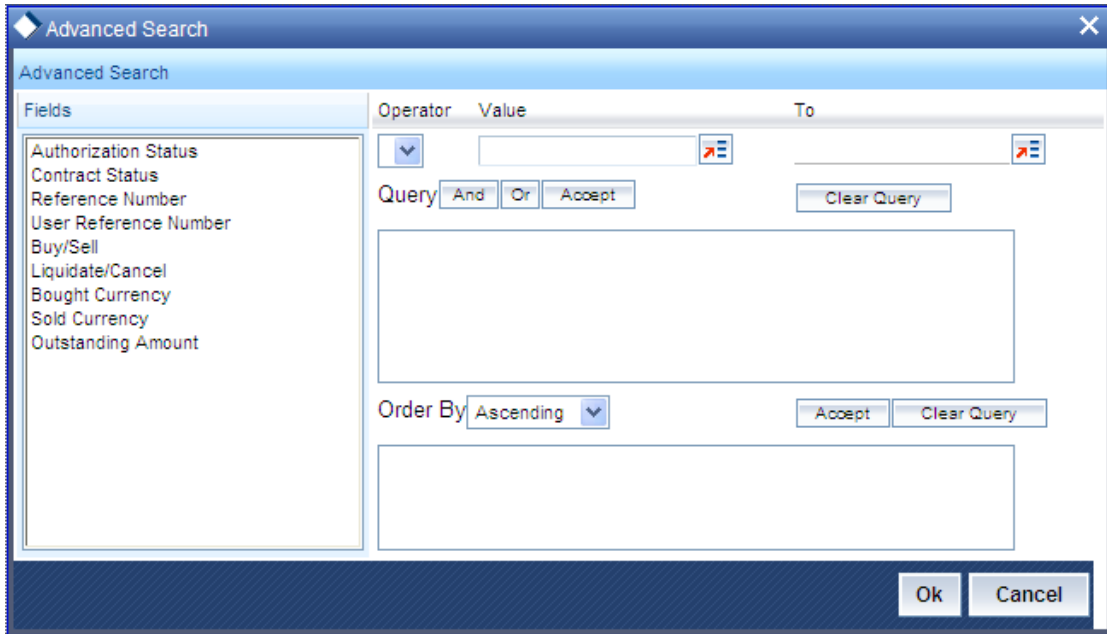 Advanced Search
Advanced Search
Fields
Operator Value To
Authorization Status
Contract Status
Reference Number
User Reference Number
Buy/Sell
Liquidate/Cancel
Bought Currency
Sold Currency
Outstanding Amount
Query And Or Accept Clear Query
Order By Ascending Accept Clear Query
Ok Cancel